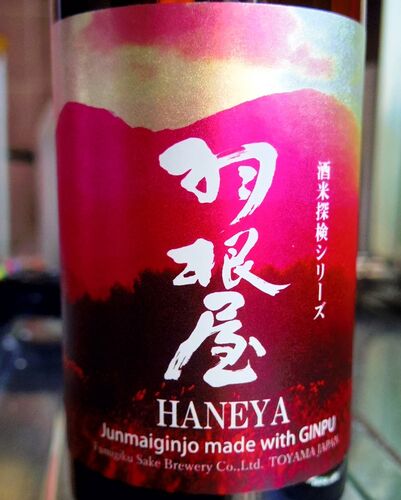 羽根屋
酒米探検シリーズ
HANEYA
Junmaiginjo made with GINPU
Fumigiku Sake Brewery Co.,Ltd. TOYAMA JAPAN